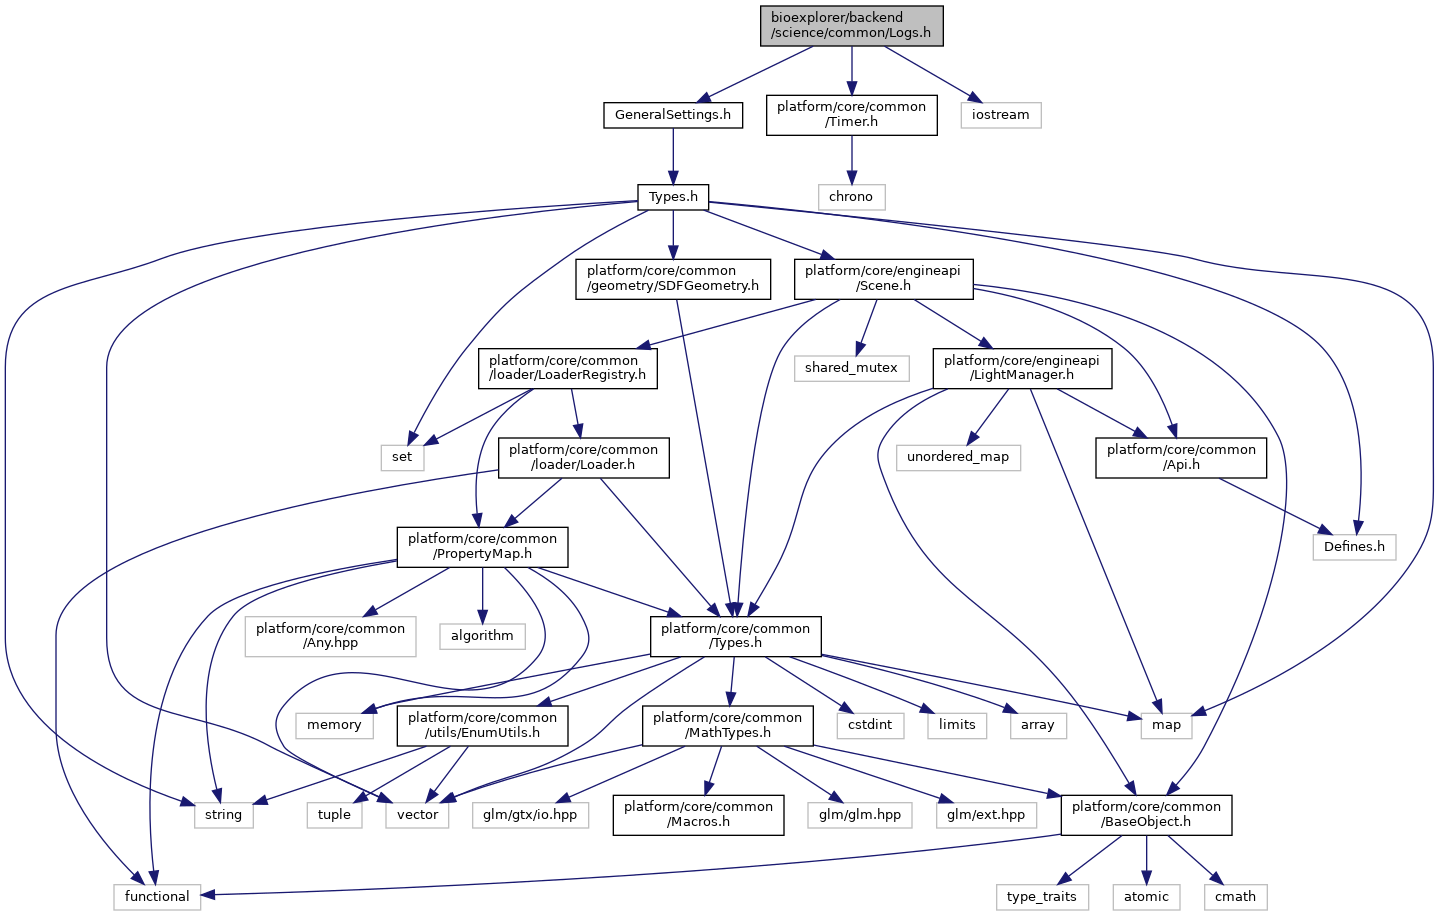 bioexplorer/backend
/science/common/Logs.h
GeneralSettings.h
platform/core/common
/Timer.h
iostream
Types.h
chrono
platform/core/common
/geometry/SDFGeometry.h
platform/core/engineapi
/Scene.h
platform/core/common
/loader/LoaderRegistry.h
shared_mutex
platform/core/engineapi
/LightManager.h
set
platform/core/common
/loader/Loader.h
unordered_map
platform/core/common
/Api.h
platform/core/common
/PropertyMap.h
Defines.h
platform/core/common
/Any.hpp
algorithm
platform/core/common
/Types.h
memory
platform/core/common
/utils/EnumUtils.h
platform/core/common
/MathTypes.h
cstdint
limits
array
map
string
tuple
vector
glm/gtx/io.hpp
platform/core/common
/Macros.h
glm/glm.hpp
glm/ext.hpp
platform/core/common
/BaseObject.h
functional
type_traits
atomic
cmath